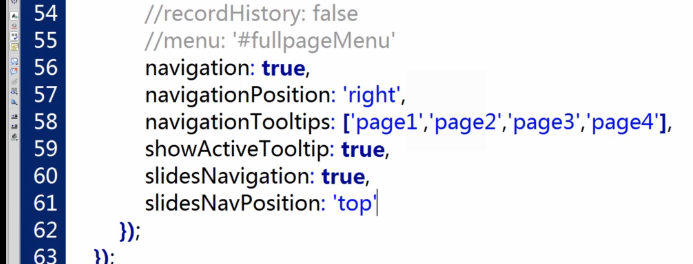 54 //recordHistory: false
55 //menu: '#fullpageMenu'
56 navigation: true,
57 navigationPosition: 'right',
58 navigationTooltips: ['page1','page2','page3','page4'],
59 showActiveTooltip: true,
60 slidesNavigation: true,
61 slidesNavPosition: 'top'
62 });
63 });